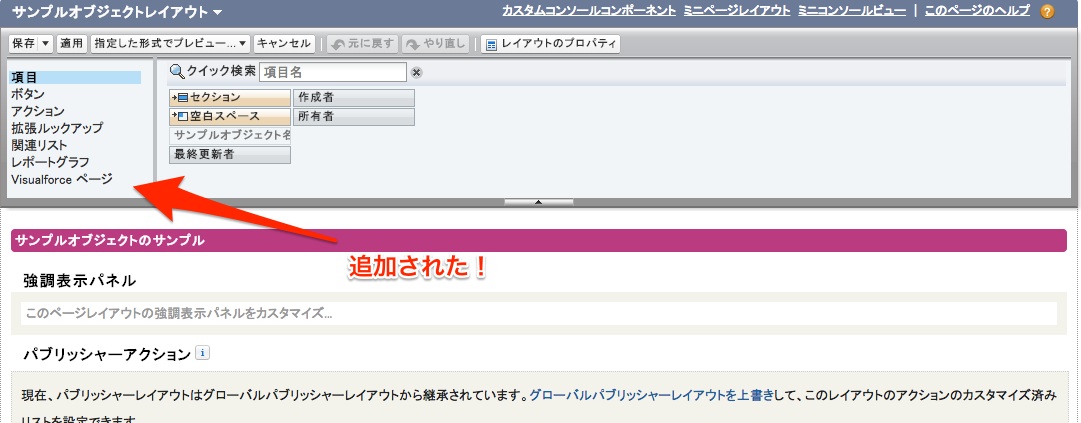 サンプルオブジェクトレイアウト
カスタムコンソールコンポーネント ミニページレイアウト ミニコンソールビュー | このページのヘルプ ?
保存 適用 指定した形式でプレビュー... キャンセル 元に戻す やり直し レイアウトのプロパティ
項目
ボタン
アクション
拡張ルックアップ
関連リスト
レポートグラフ
Visualforce ページ
クイック検索 項目名
セクション 作成者
空白スペース 所有者
サンプルオブジェクト名
最終更新者
追加された！
サンプルオブジェクトのサンプル
強調表示パネル
このページレイアウトの強調表示パネルをカスタマイズ...
パブリッシャーアクション i
現在、パブリッシャーレイアウトはグローバルパブリッシャーレイアウトから継承されています。グローバルパブリッシャーレイアウトを上書きして、このレイアウトのアクションのカスタマイズ済み
リストを設定できます。